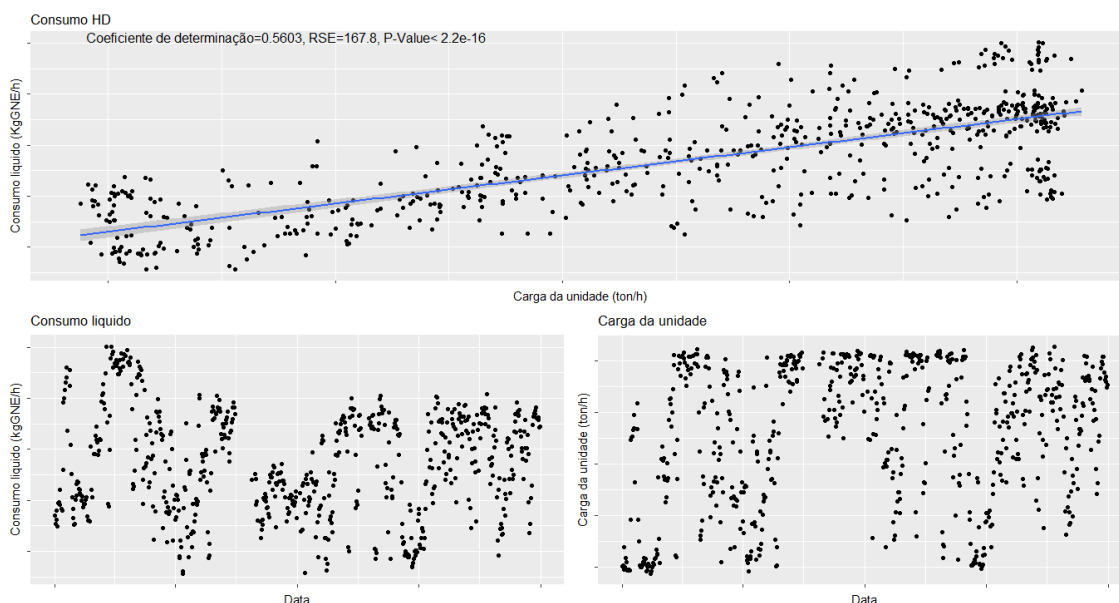 Consumo HD
Coeficiente de determinação=0.5603, RSE=167.8, P-Value< 2.2e-16
Consumo liquido (KgGNE/h)
Carga da unidade (ton/h)
Consumo liquido
Consumo liquido (kgGNE/h)
Data
Carga da unidade
Carga da unidade (ton/h)
Data